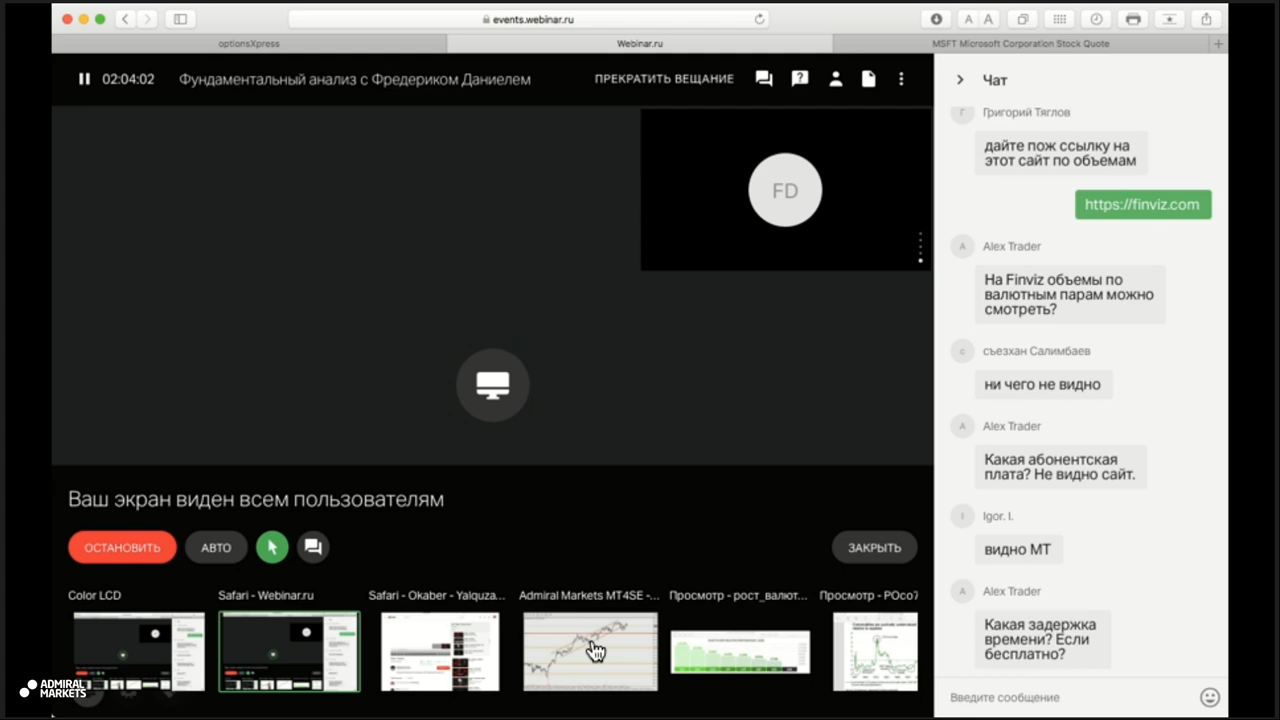 events.webinar.ru
optionsXpress
Webinar.ru
MSFT Microsoft Corporation Stock Quote
02:04:02
Фундаментальный анализ с Фредериком Даниелем
ПРЕКРАТИТЬ ВЕЩАНИЕ
Чат
Г
Григорий Тяглов
дайте пож ссылку на
этот сайт по объемам
https://finviz.com
FD
A
Alex Trader
На Finviz объемы по
валютным парам можно
смотреть?
с
съезхан Салимбаев
ни чего не видно
A
Alex Trader
Какая абонентская
плата? Не видно сайт.
I
Igor. I.
видно МТ
A
Alex Trader
Какая задержка
времени? Если
бесплатно?
Введите сообщение
Ваш экран виден всем пользователям
ОСТАНОВИТЬ
АВТО
ЗАКРЫТЬ
Color LCD
Safari - Webinar.ru
Safari - Okaber - Yalquza...
Admiral Markets MT4SE -...
Просмотр - рост_валют...
Просмотр - POco7
ADMIRAL
MARKETS